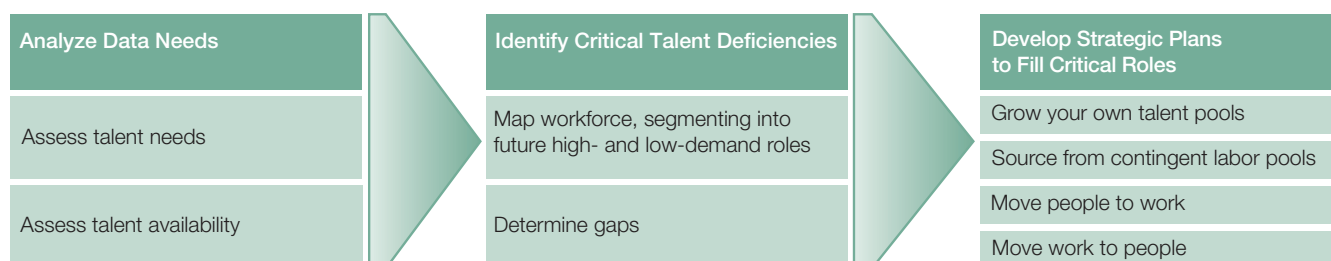 Analyze Data Needs
Assess talent needs
Assess talent availability
Identify Critical Talent Deficiencies
Map workforce, segmenting into
future high- and low-demand roles
Determine gaps
Develop Strategic Plans
to Fill Critical Roles
Grow your own talent pools
Source from contingent labor pools
Move people to work
Move work to people